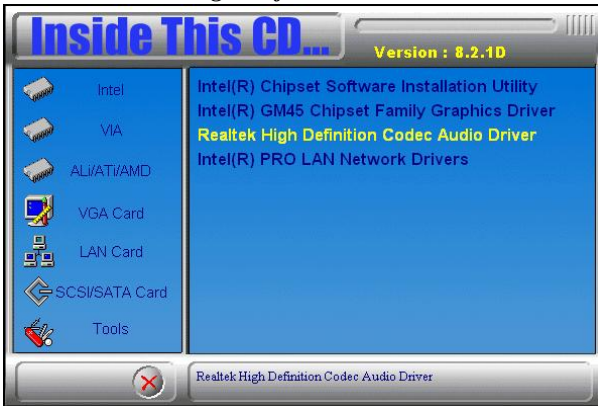 Inside This CD...
Version : 8.2.1D
Intel
VIA
ALi/ATi/AMD
VGA Card
LAN Card
SCSI/SATA Card
Tools
Intel(R) Chipset Software Installation Utility
Intel(R) GM45 Chipset Family Graphics Driver
Realtek High Definition Codec Audio Driver
Intel(R) PRO LAN Network Drivers
Realtek High Definition Codec Audio Driver